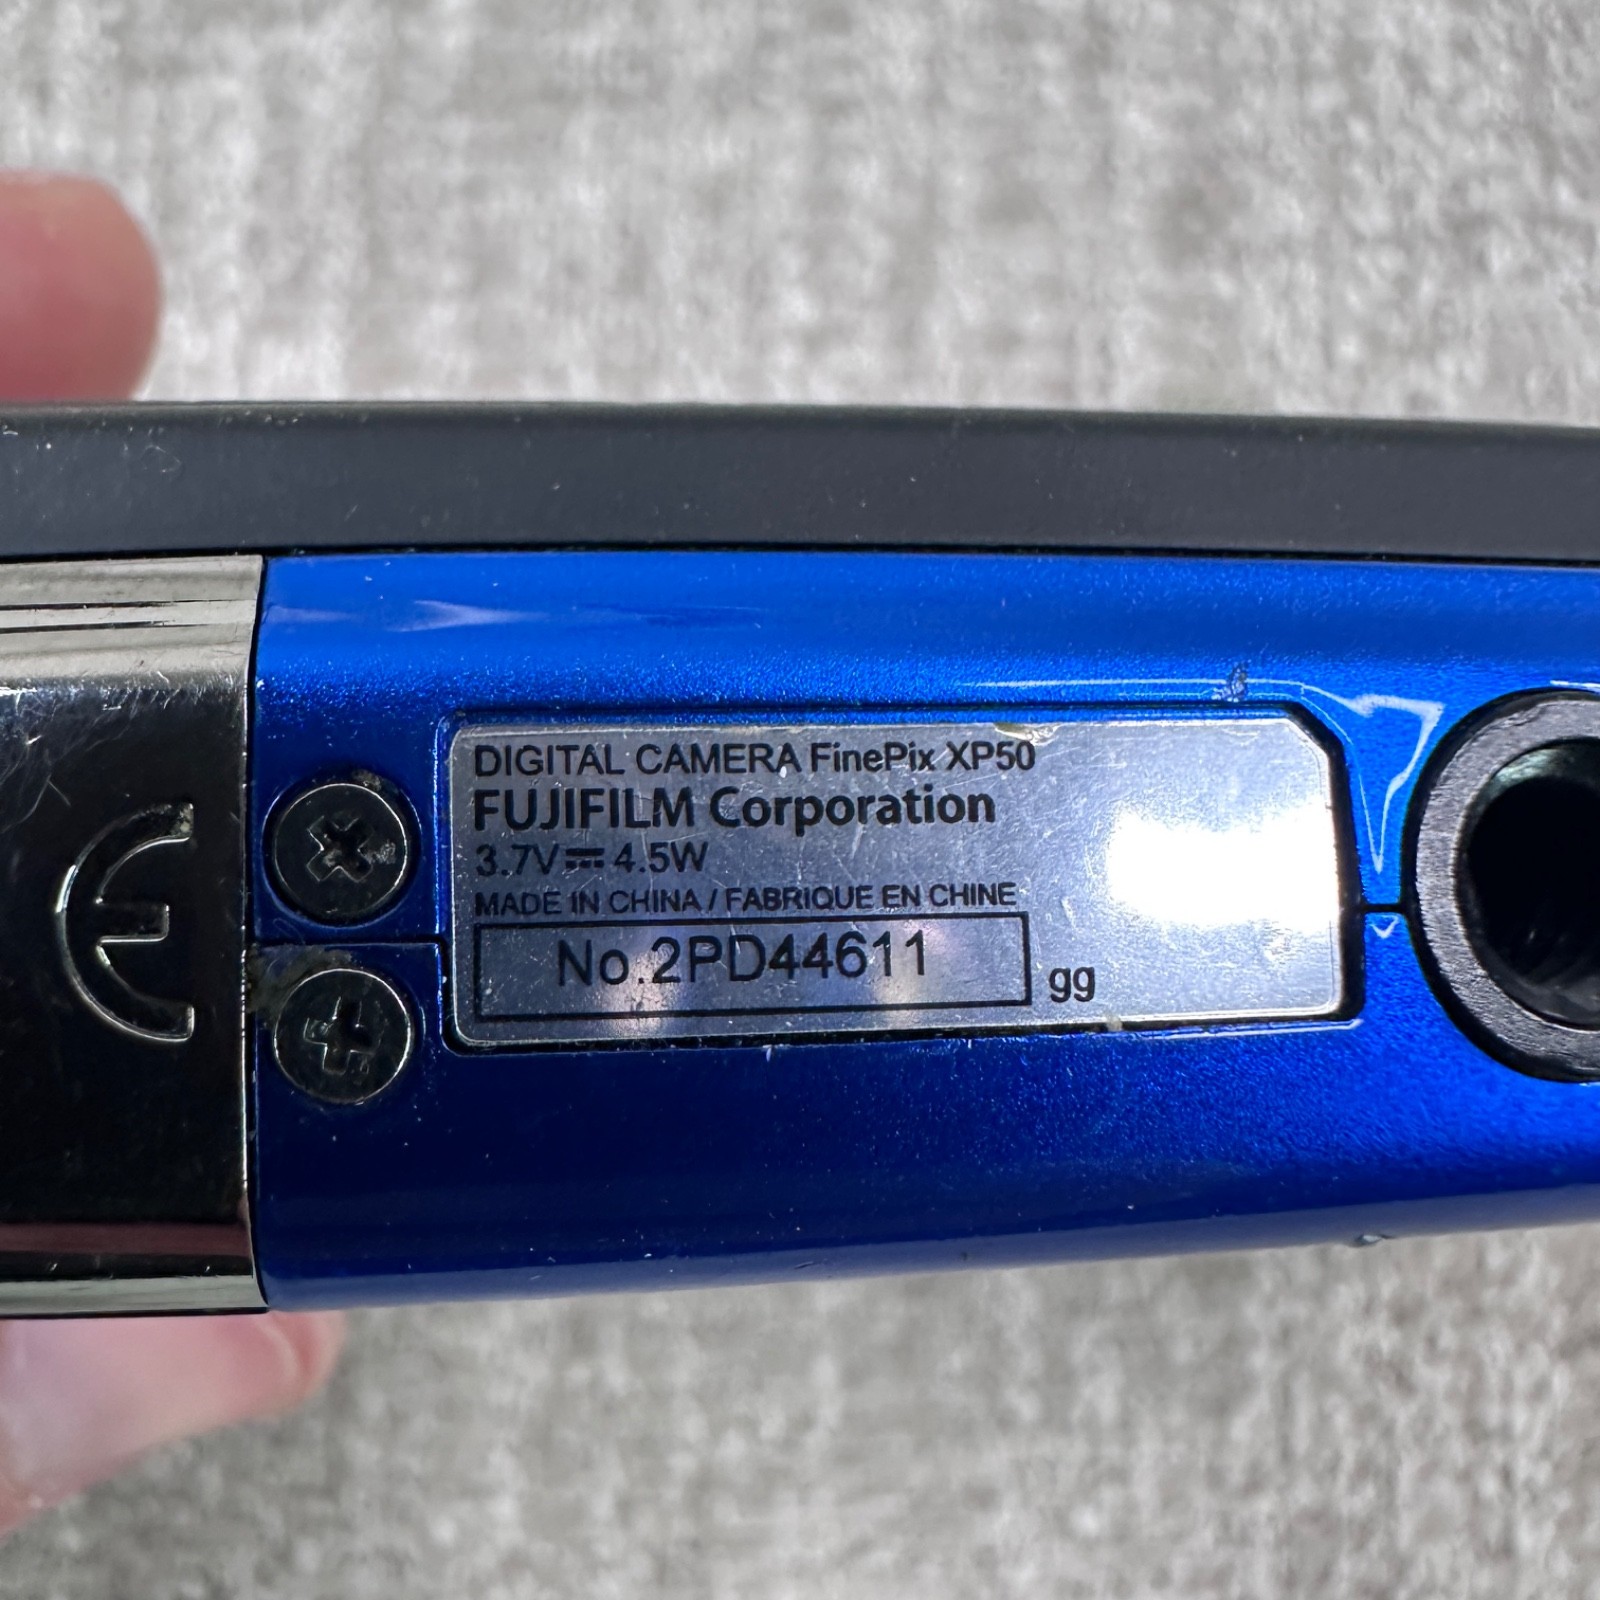 DIGITAL CAMERA FinePix XP50
FUJIFILM Corporation
3.7V⎓4.5W
MADE IN CHINA / FABRIQUE EN CHINE
No.2PD44611
gg
CE